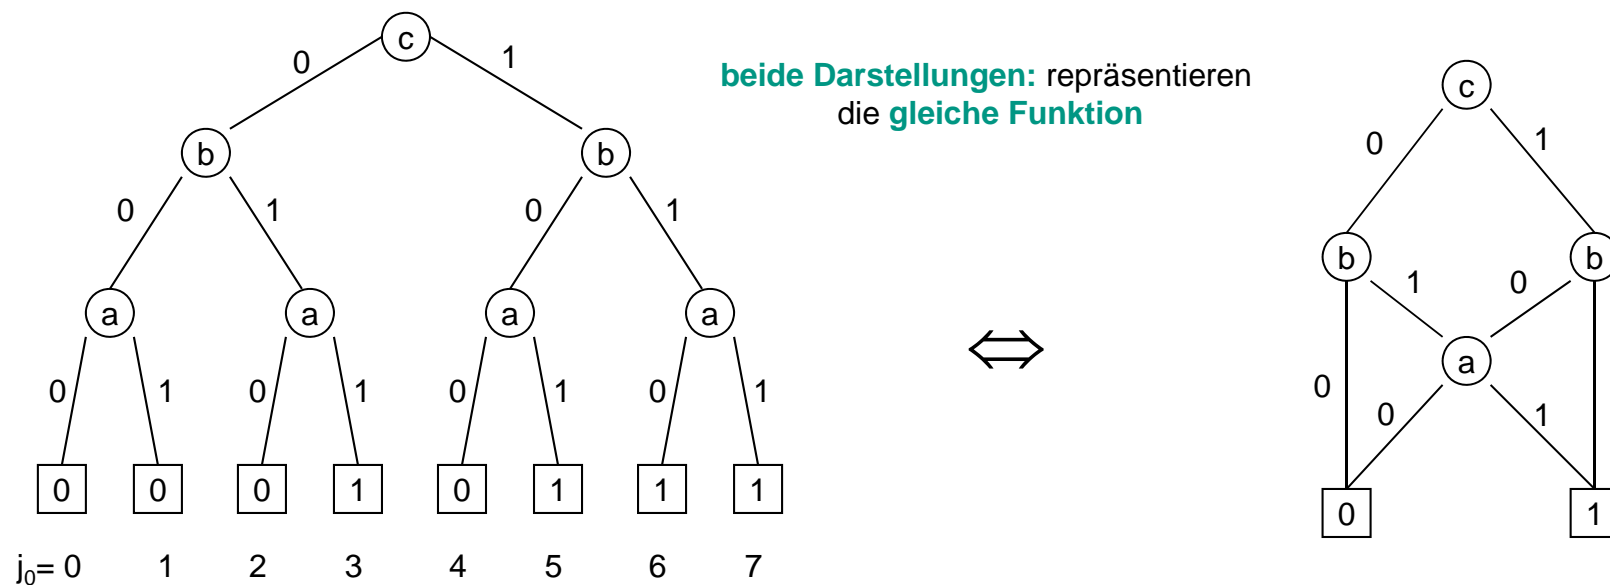 c
0 1
beide Darstellungen: repräsentieren
die gleiche Funktion
b b
0 1 0 1
a a a a
0 1 0 1 0 1 0 1
0 0 0 1 0 1 1 1
j₀= 0 1 2 3 4 5 6 7
⇔
c
0 1
b b
1 0
a
0 0 1
0 1